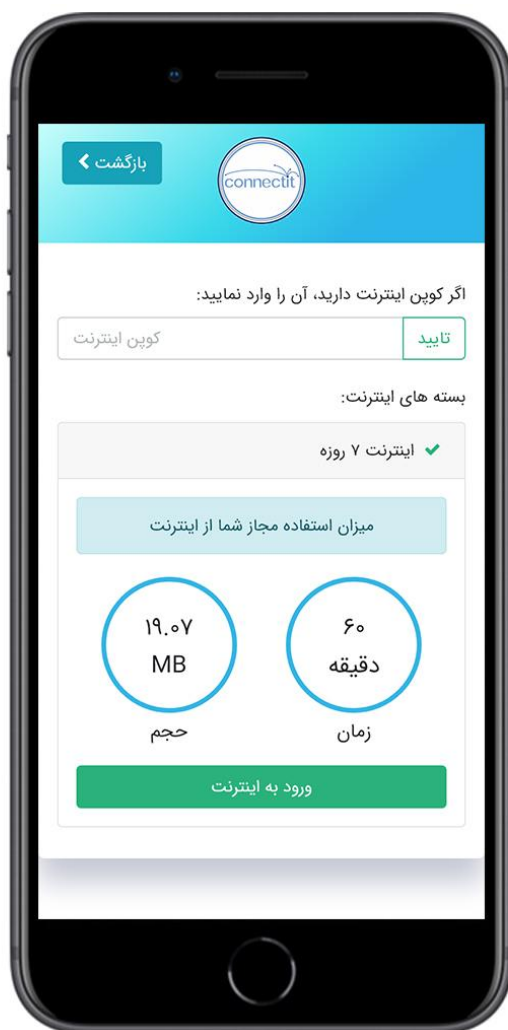 بازگشت
connectit
اگر کوپن اینترنت دارید، آن را وارد نمایید:
تایید
کوپن اینترنت
بسته های اینترنت:
اینترنت ۷ روزه
میزان استفاده مجاز شما از اینترنت
۶۰
دقیقه
زمان
۱۹.۰۷
MB
حجم
ورود به اینترنت